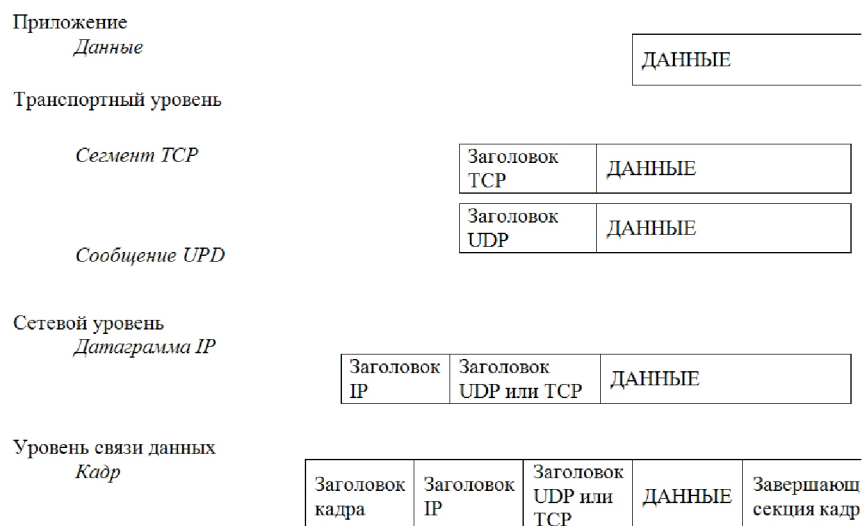 Приложение
Данные
ДАННЫЕ
Транспортный уровень
Сегмент TCP
Заголовок
TCP
ДАННЫЕ
Заголовок
UDP
ДАННЫЕ
Сообщение UPD
Сетевой уровень
Датаграмма IP
Заголовок
IP
Заголовок
UDP или TCP
ДАННЫЕ
Уровень связи данных
Кадр
Заголовок
кадра
Заголовок
IP
Заголовок
UDP или
TCP
ДАННЫЕ
Завершающ
секция кадр